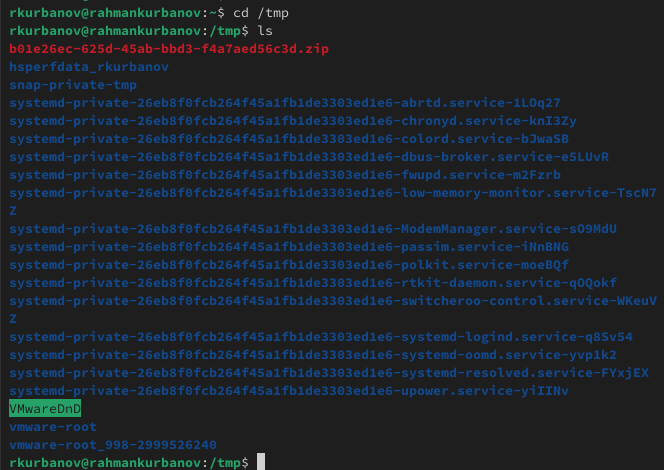 rkurbanov@rahmankurbanov:~$ cd /tmp
rkurbanov@rahmankurbanov:/tmp$ ls
b01e26ec-625d-45ab-bbd3-f4a7aed56c3d.zip
hsperfdata_rkurbanov
snap-private-tmp
systemd-private-26eb8f0fcb264f45a1fb1de3303ed1e6-abrtd.service-1LOq27
systemd-private-26eb8f0fcb264f45a1fb1de3303ed1e6-chronyd.service-knI3Zy
systemd-private-26eb8f0fcb264f45a1fb1de3303ed1e6-colord.service-bJwaSB
systemd-private-26eb8f0fcb264f45a1fb1de3303ed1e6-dbus-broker.service-e5LUvR
systemd-private-26eb8f0fcb264f45a1fb1de3303ed1e6-fwupd.service-m2Fzrb
systemd-private-26eb8f0fcb264f45a1fb1de3303ed1e6-low-memory-monitor.service-TscN7
Z
systemd-private-26eb8f0fcb264f45a1fb1de3303ed1e6-ModemManager.service-sO9MdU
systemd-private-26eb8f0fcb264f45a1fb1de3303ed1e6-passim.service-iNnBNG
systemd-private-26eb8f0fcb264f45a1fb1de3303ed1e6-polkit.service-moeBQf
systemd-private-26eb8f0fcb264f45a1fb1de3303ed1e6-rtkit-daemon.service-qOQokf
systemd-private-26eb8f0fcb264f45a1fb1de3303ed1e6-switcheroo-control.service-WKeuV
Z
systemd-private-26eb8f0fcb264f45a1fb1de3303ed1e6-systemd-logind.service-q8Sv54
systemd-private-26eb8f0fcb264f45a1fb1de3303ed1e6-systemd-oomd.service-yvp1k2
systemd-private-26eb8f0fcb264f45a1fb1de3303ed1e6-systemd-resolved.service-FYxjEX
systemd-private-26eb8f0fcb264f45a1fb1de3303ed1e6-upower.service-yiIINv
VMwareDnD
vmware-root
vmware-root_998-2999526240
rkurbanov@rahmankurbanov:/tmp$